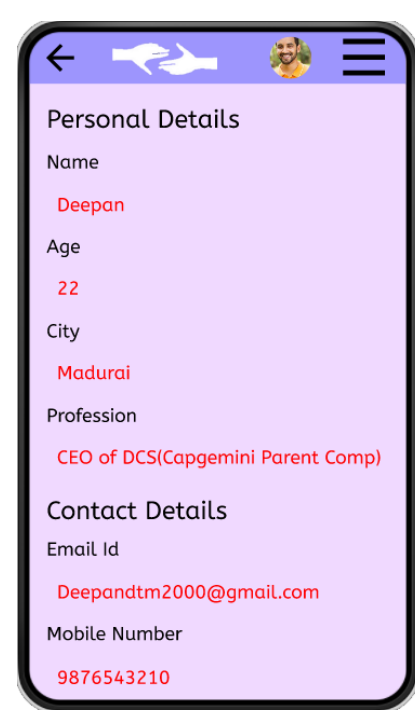 Personal Details
Name
Deepan
Age
22
City
Madurai
Profession
CEO of DCS(Capgemini Parent Comp)
Contact Details
Email Id
Deepandtm2000@gmail.com
Mobile Number
9876543210